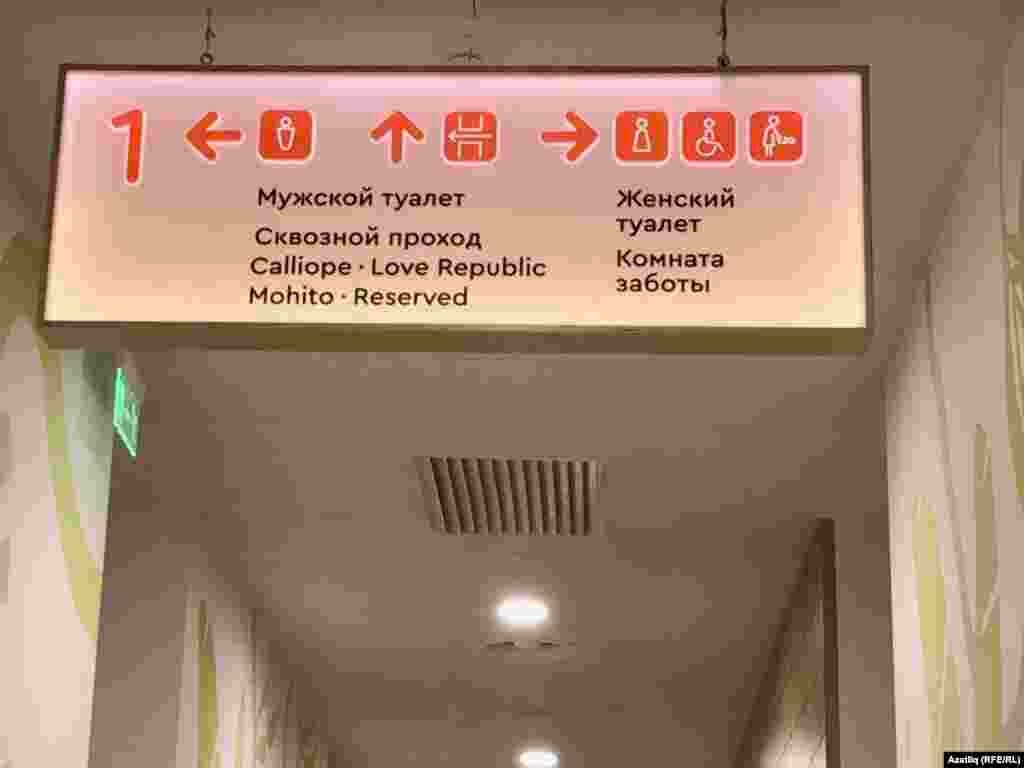 1
Мужской туалет
Сквозной проход
Calliope · Love Republic
Mohito · Reserved
Женский
туалет
Комната
заботы
Azatliq (RFE/RL)